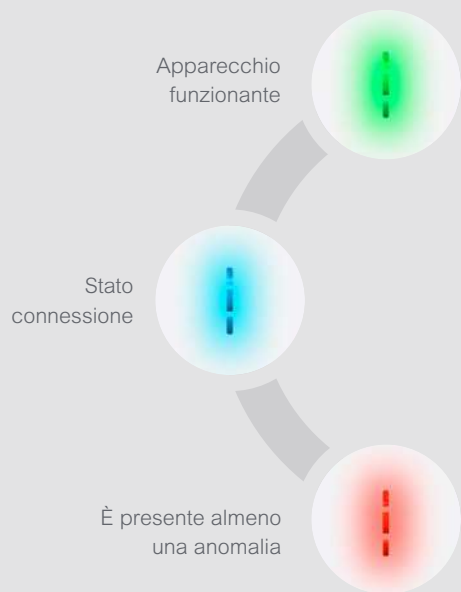 Apparecchio
funzionante
Stato
connessione
È presente almeno
una anomalia